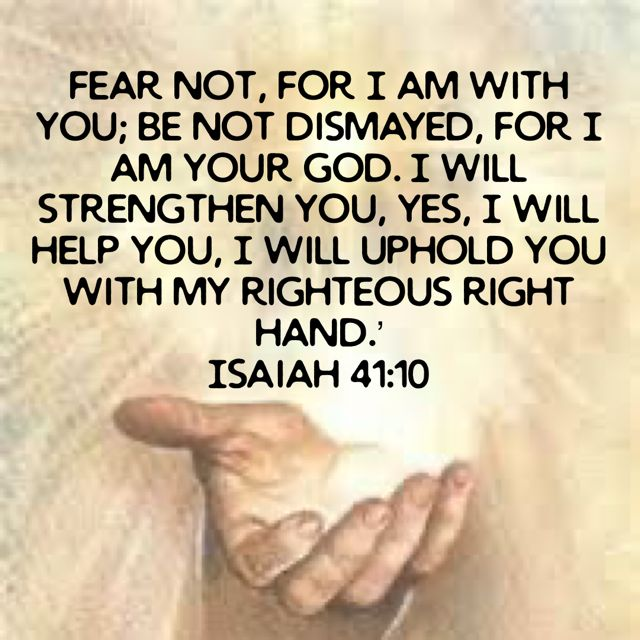 FEAR NOT, FOR I AM WITH
YOU; BE NOT DISMAYED, FOR I
AM YOUR GOD. I WILL
STRENGTHEN YOU, YES, I WILL
HELP YOU, I WILL UPHOLD YOU
WITH MY RIGHTEOUS RIGHT
HAND.’
ISAIAH 41:10